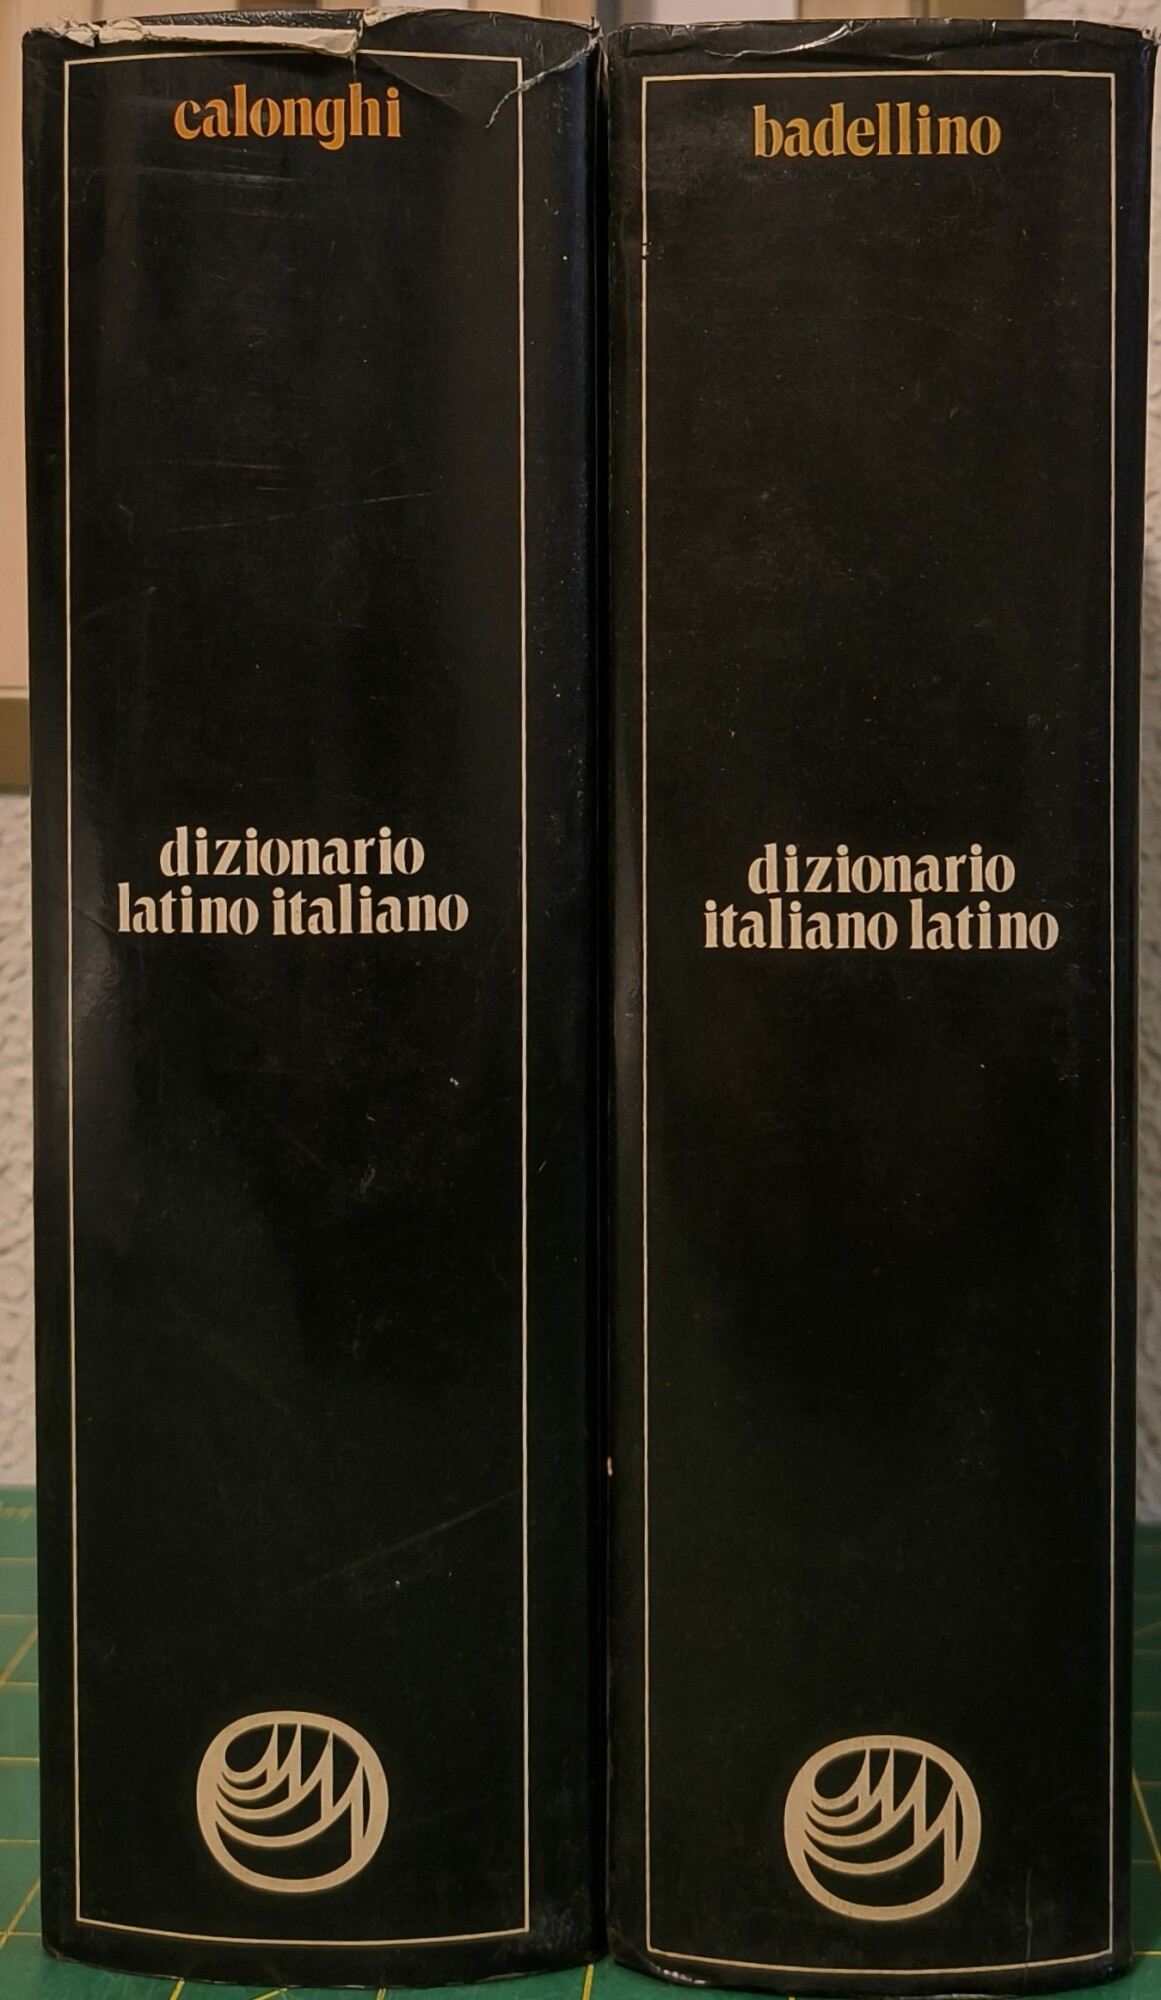 calonghi
dizionario
latino italiano
badellino
dizionario
italiano latino